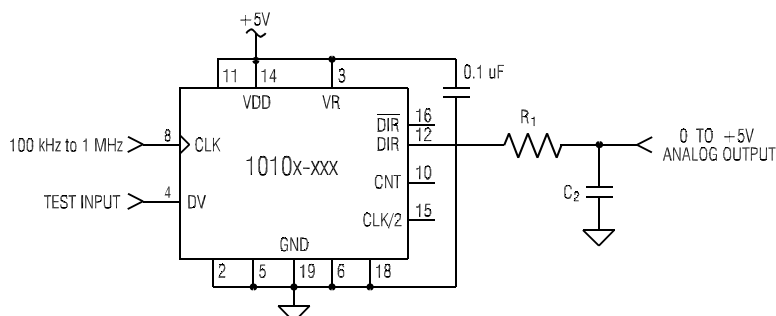 +5V
11
14
3
0.1 uF
VDD
VR
DIR
16
DIR
12
R1
0 TO +5V
ANALOG OUTPUT
100 kHz to 1 MHz
8
CLK
1010x-xxx
CNT
10
TEST INPUT
4
DV
CLK/2
15
C2
GND
2
5
19
6
18